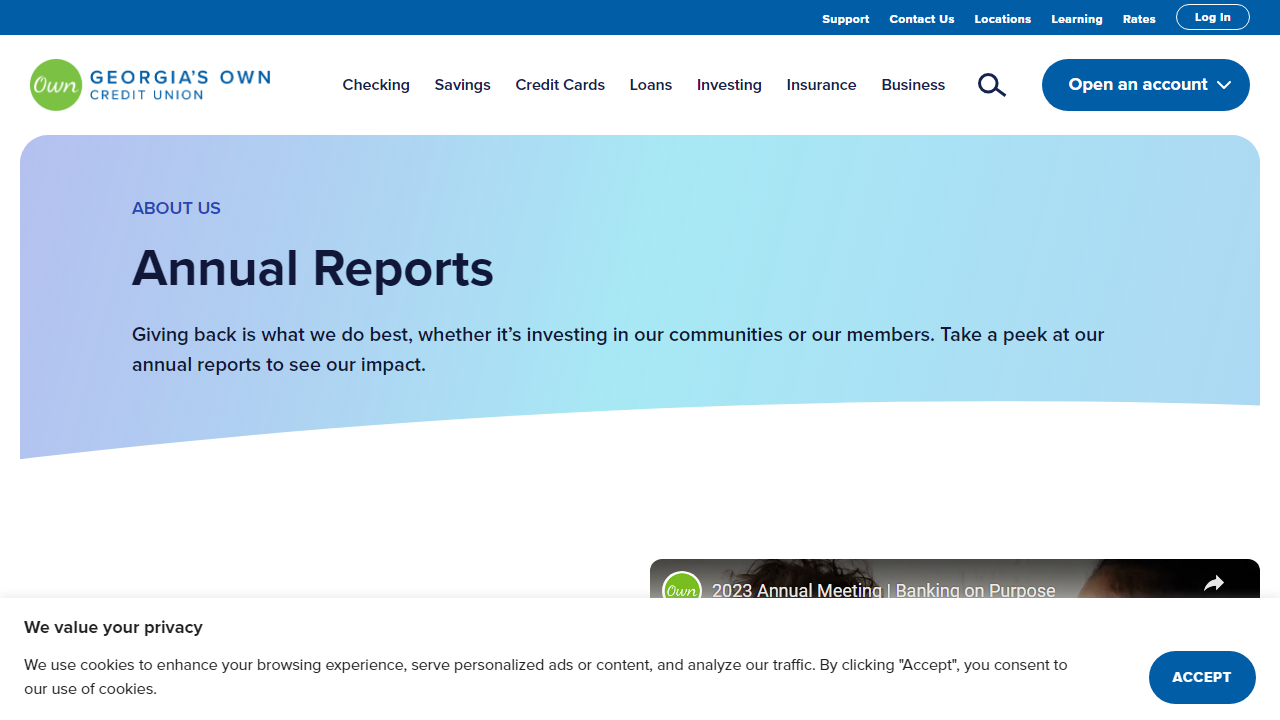 Support Contact Us Locations Learning Rates Log In
Own GEORGIA'S OWN
CREDIT UNION
Checking Savings Credit Cards Loans Investing Insurance Business Open an account
ABOUT US
Annual Reports
Giving back is what we do best, whether it’s investing in our communities or our members. Take a peek at our
annual reports to see our impact.
Own 2023 Annual Meeting | Banking on Purpose
We value your privacy
We use cookies to enhance your browsing experience, serve personalized ads or content, and analyze our traffic. By clicking "Accept", you consent to
our use of cookies.
ACCEPT